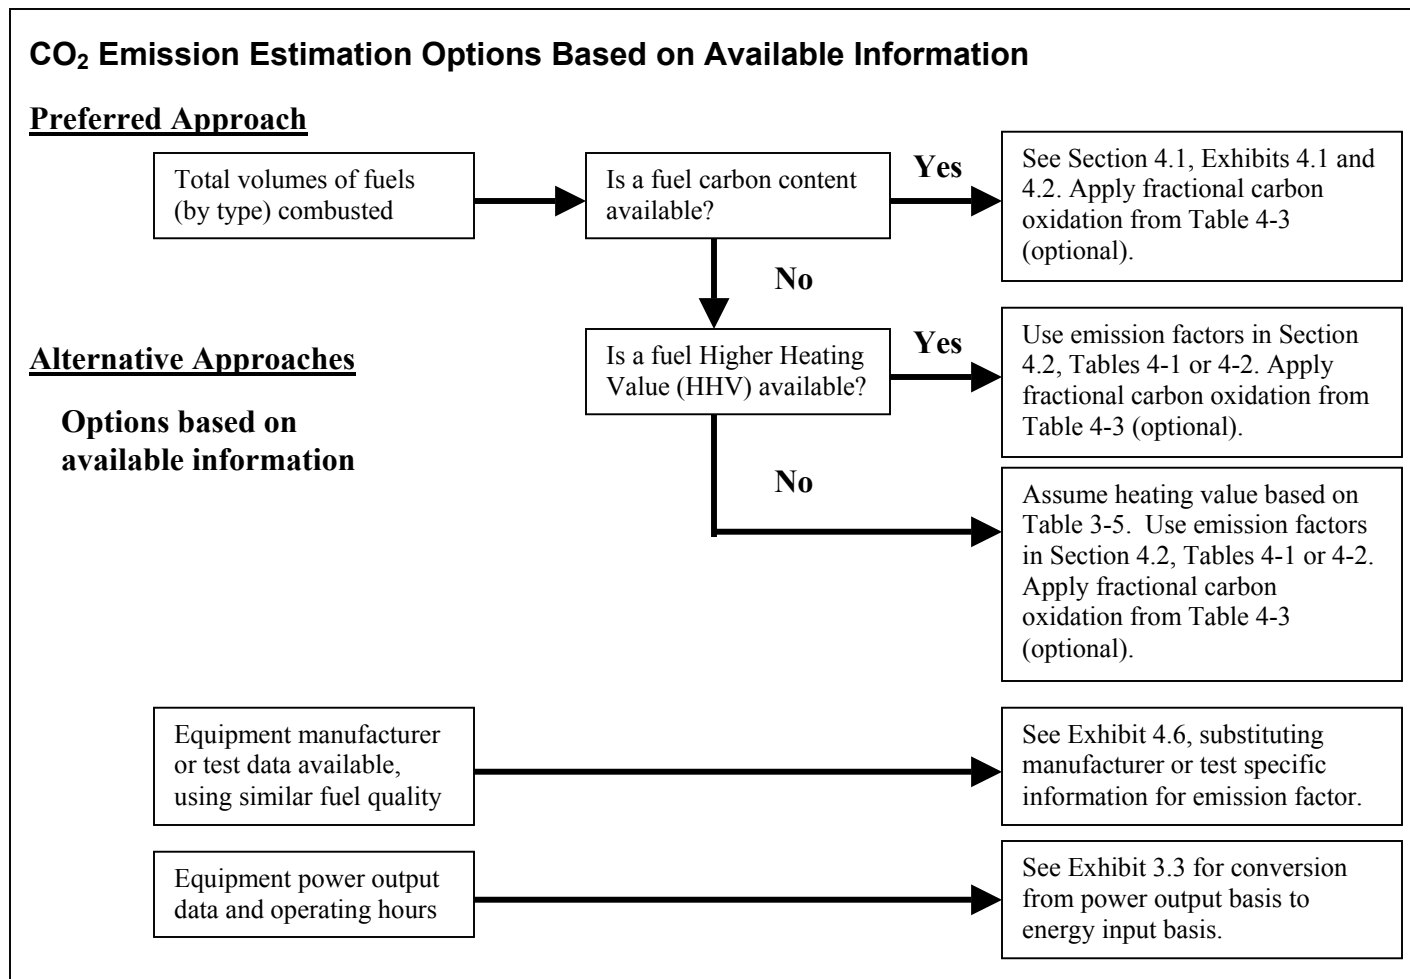 CO₂ Emission Estimation Options Based on Available Information
Preferred Approach
Total volumes of fuels
(by type) combusted
Is a fuel carbon content
available?
Yes
See Section 4.1, Exhibits 4.1 and
4.2. Apply fractional carbon
oxidation from Table 4-3
(optional).
No
Alternative Approaches
Options based on
available information
Is a fuel Higher Heating
Value (HHV) available?
Yes
Use emission factors in Section
4.2, Tables 4-1 or 4-2. Apply
fractional carbon oxidation from
Table 4-3 (optional).
No
Assume heating value based on
Table 3-5.  Use emission factors
in Section 4.2, Tables 4-1 or 4-2.
Apply fractional carbon
oxidation from Table 4-3
(optional).
Equipment manufacturer
or test data available,
using similar fuel quality
See Exhibit 4.6, substituting
manufacturer or test specific
information for emission factor.
Equipment power output
data and operating hours
See Exhibit 3.3 for conversion
from power output basis to
energy input basis.